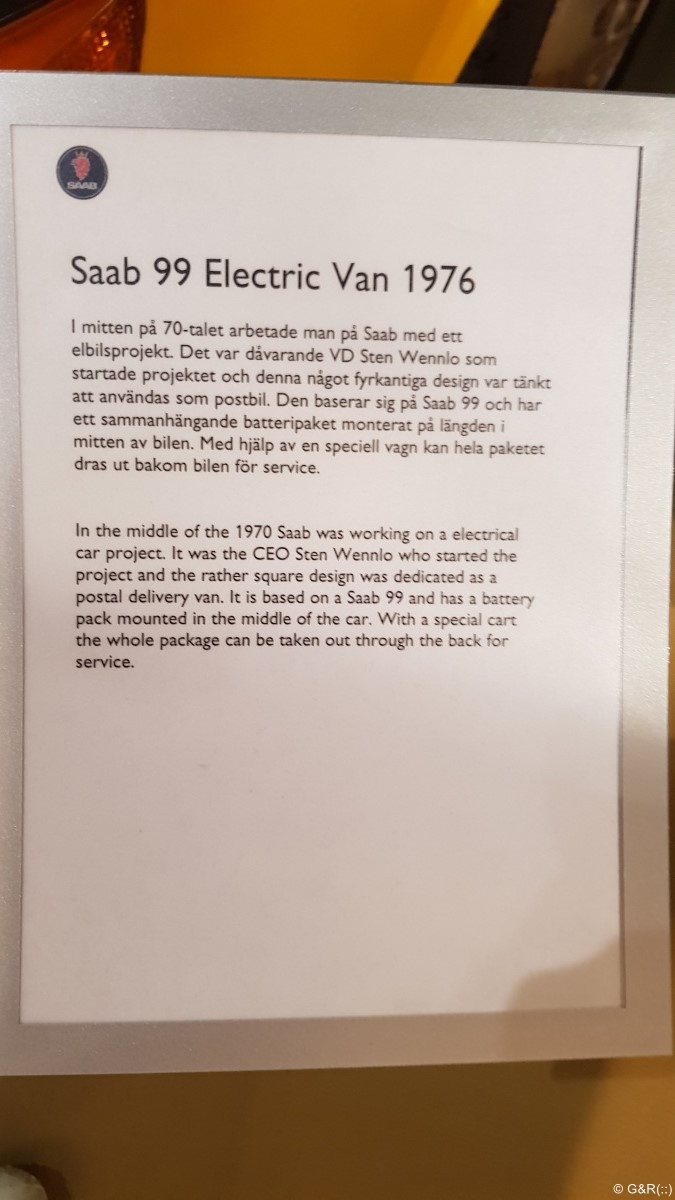 SAAB
Saab 99 Electric Van 1976
I mitten på 70-talet arbetade man på Saab med ett
elbilsprojekt. Det var dåvarande VD Sten Wennlo som
startade projektet och denna något fyrkantiga design var tänkt
att användas som postbil. Den baserar sig på Saab 99 och har
ett sammanhängande batteripaket monterat på längden i
mitten av bilen. Med hjälp av en speciell vagn kan hela paketet
dras ut bakom bilen för service.
In the middle of the 1970 Saab was working on a electrical
car project. It was the CEO Sten Wennlo who started the
project and the rather square design was dedicated as a
postal delivery van. It is based on a Saab 99 and has a battery
pack mounted in the middle of the car. With a special cart
the whole package can be taken out through the back for
service.
© G&R(::)